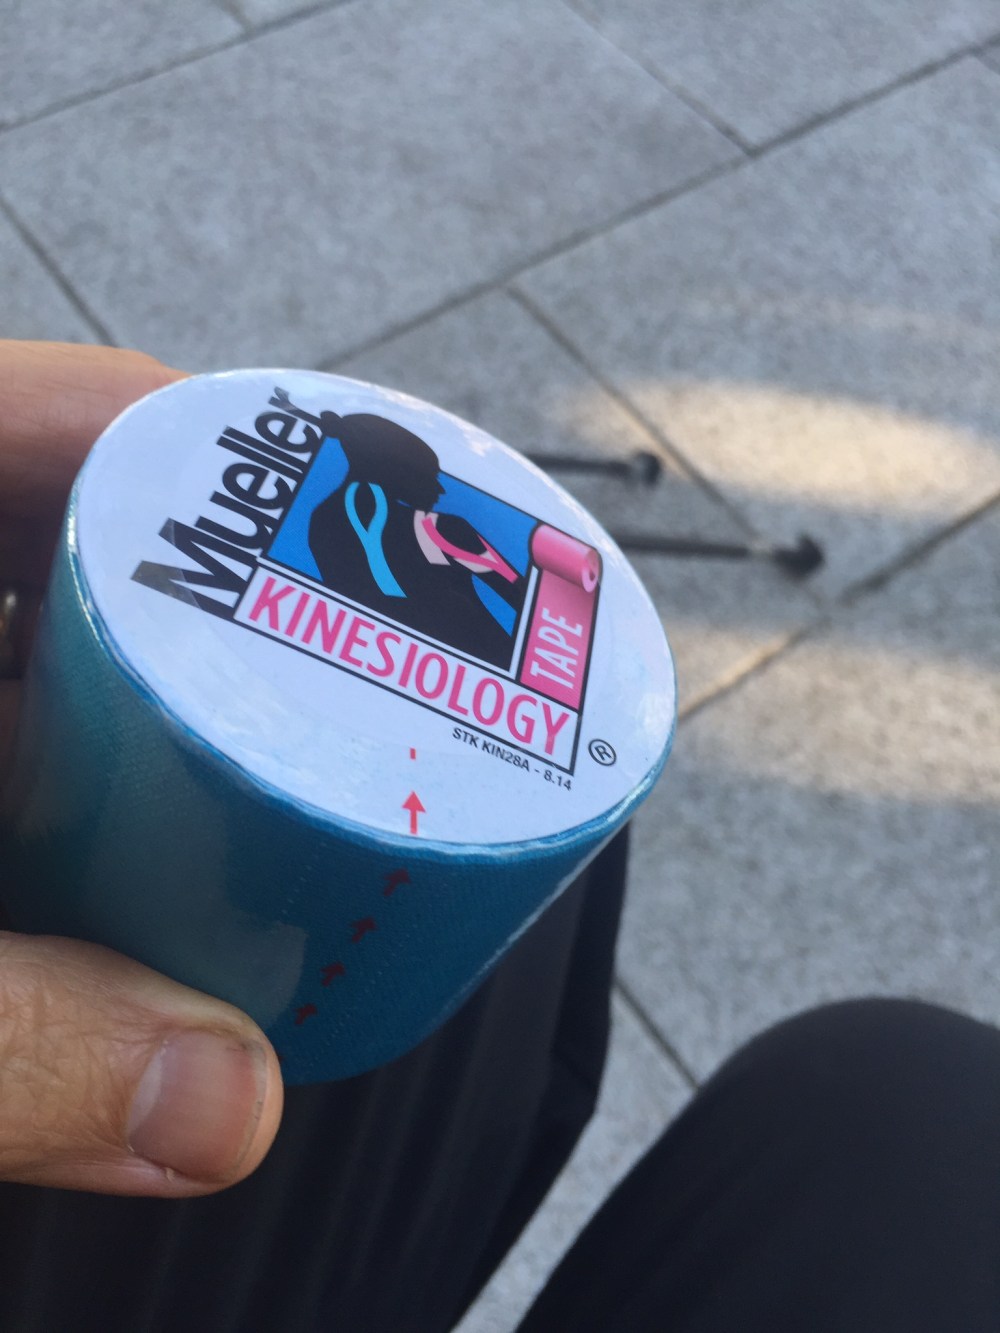 Mueller
KINESIOLOGY
TAPE
®
STK KIN28A - 8.14